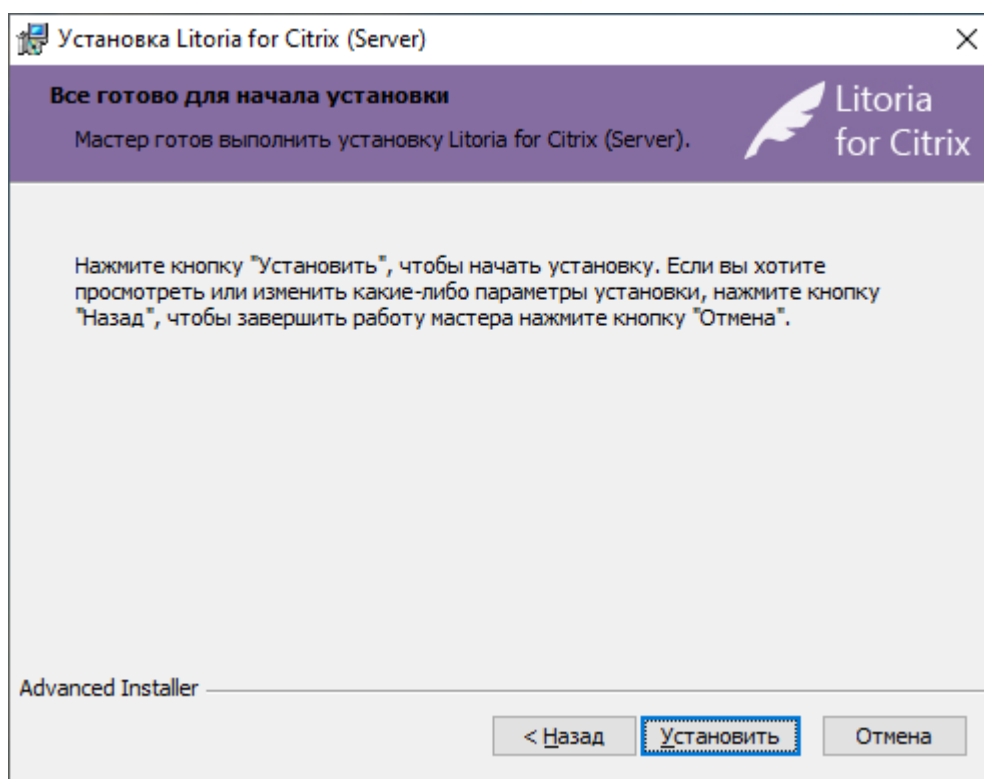 Установка Litoria for Citrix (Server)
Все готово для начала установки
Мастер готов выполнить установку Litoria for Citrix (Server).
Litoria
for Citrix
Нажмите кнопку "Установить", чтобы начать установку. Если вы хотите
просмотреть или изменить какие-либо параметры установки, нажмите кнопку
"Назад", чтобы завершить работу мастера нажмите кнопку "Отмена".
Advanced Installer
< Назад
Установить
Отмена